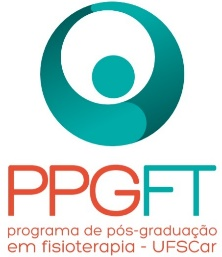 PPGFT
programa de pós-graduação
em fisioterapia - UFSCar